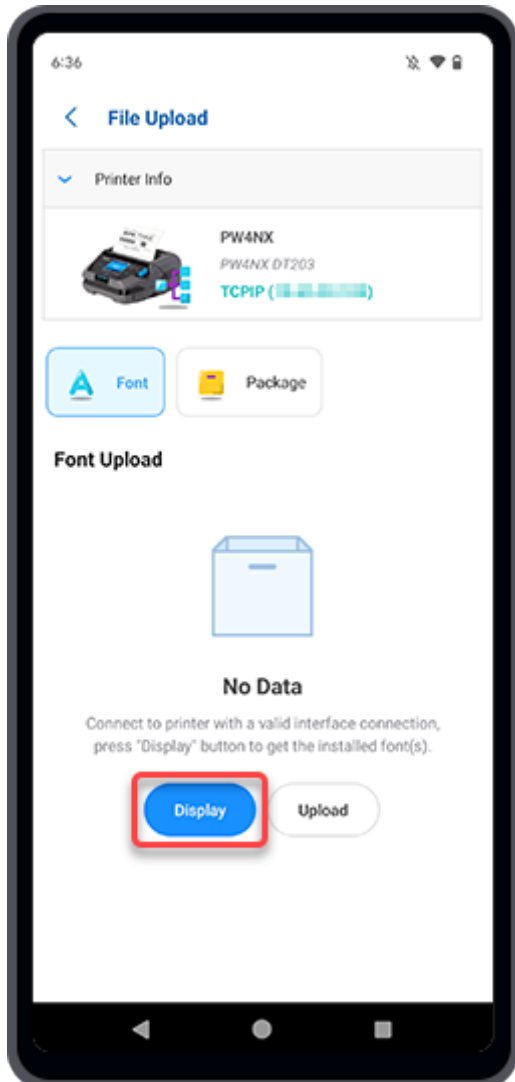 6:36
File Upload
Printer Info
PW4NX
PW4NX DT203
TCPIP ( )
Font
Package
Font Upload
No Data
Connect to printer with a valid interface connection,
press "Display" button to get the installed font(s).
Display
Upload